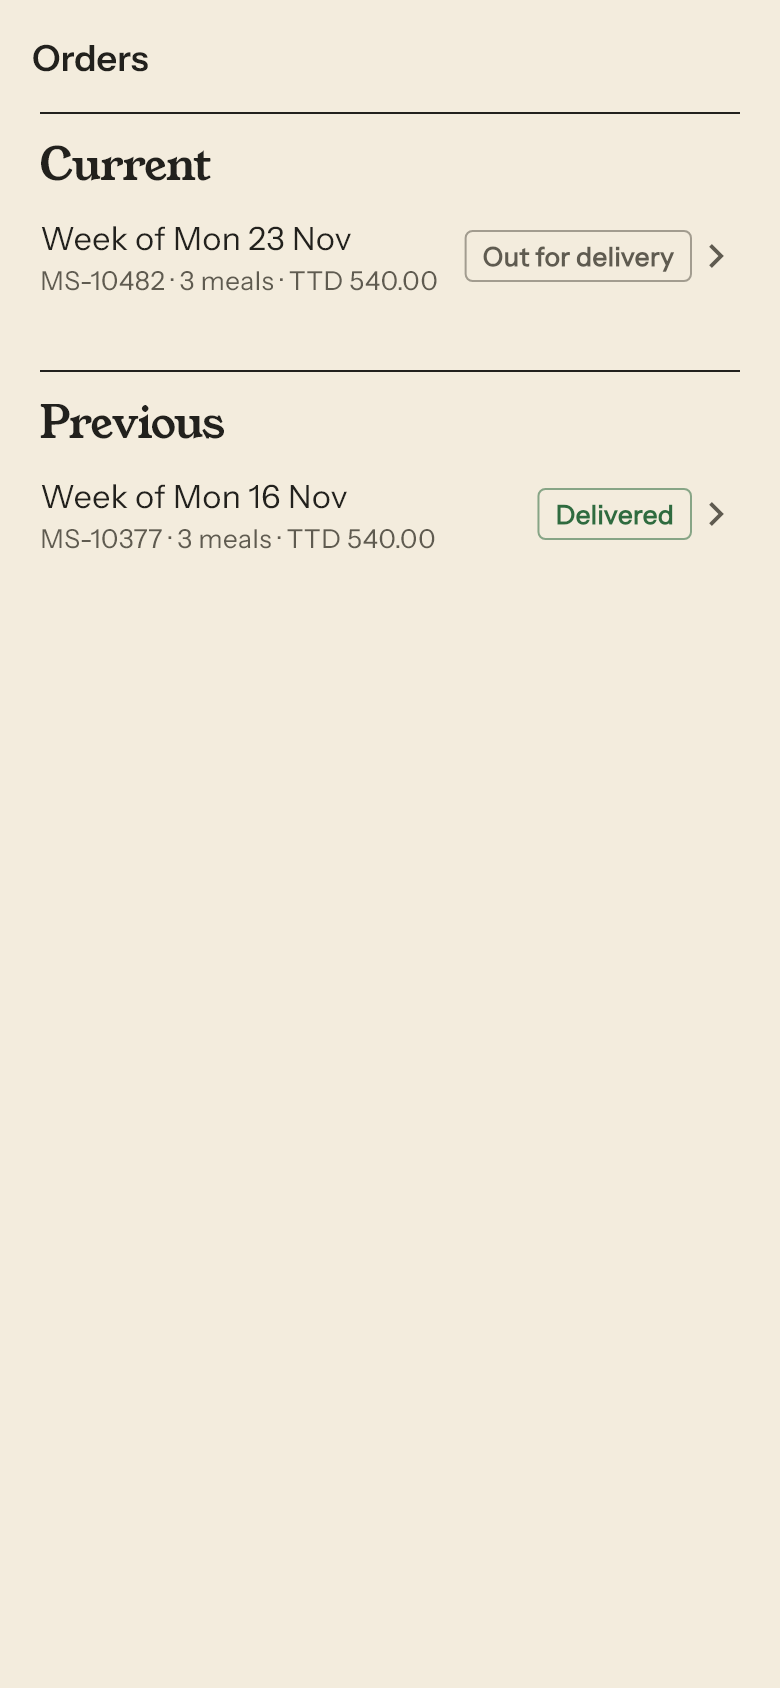 Orders
Current
Week of Mon 23 Nov
MS-10482 · 3 meals · TTD 540.00
Out for delivery
Previous
Week of Mon 16 Nov
MS-10377 · 3 meals · TTD 540.00
Delivered